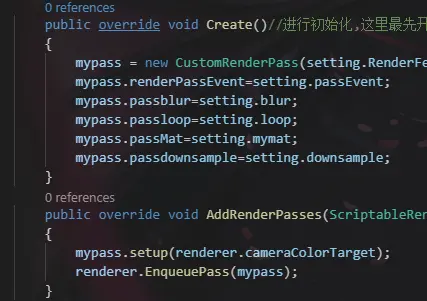 0 references
public override void Create()//进行初始化,这里最先开
{
mypass = new CustomRenderPass(setting.RenderFe
mypass.renderPassEvent=setting.passEvent;
mypass.passblur=setting.blur;
mypass.passloop=setting.loop;
mypass.passMat=setting.mymat;
mypass.passdownsample=setting.downsample;
}
0 references
public override void AddRenderPasses(ScriptableRen
{
mypass.setup(renderer.cameraColorTarget);
renderer.EnqueuePass(mypass);
}